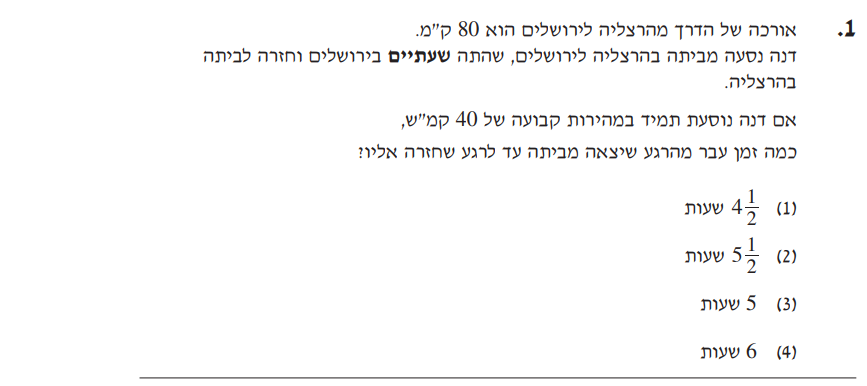 1. אורכה של הדרך מהרצליה לירושלים הוא 80 ק"מ.
דנה נסעה מביתה בהרצליה לירושלים, שהתה שעתיים בירושלים וחזרה לביתה
בהרצליה.
אם דנה נוסעת תמיד במהירות קבועה של 40 קמ"ש,
כמה זמן עבר מהרגע שיצאה מביתה עד לרגע שחזרה אליו?
(1) 4 1/2 שעות
(2) 5 1/2 שעות
(3) 5 שעות
(4) 6 שעות